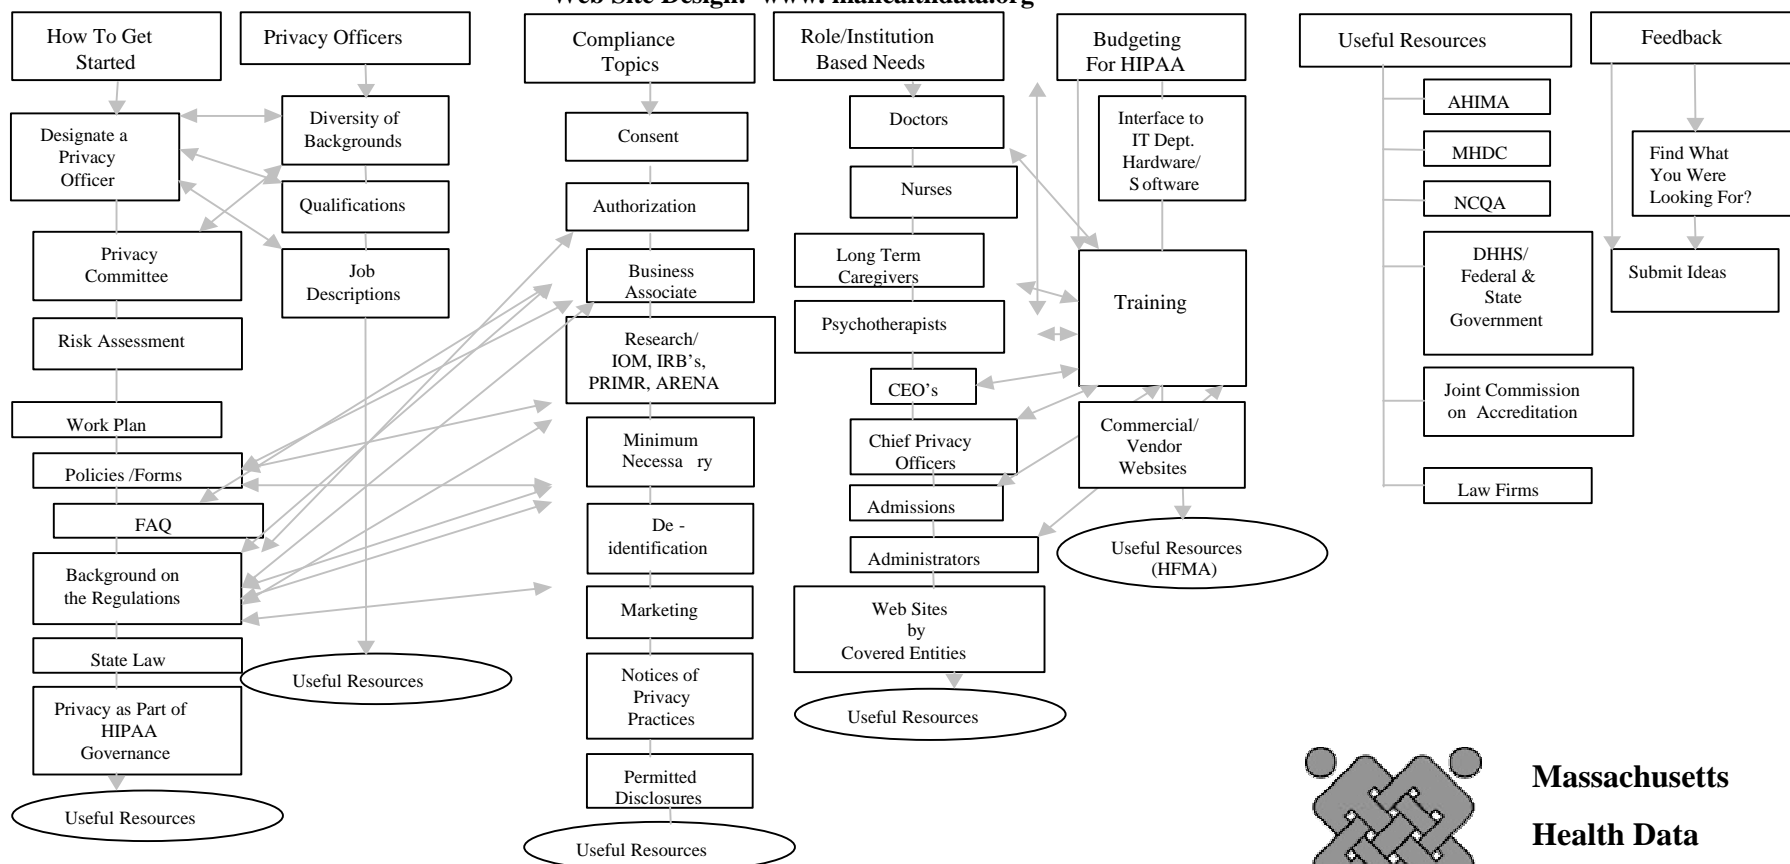 Web Site Design: www. mahealthdata.org
How To Get
Started
Designate a
Privacy
Officer
Privacy
Committee
Risk Assessment
Work Plan
Policies /Forms
FAQ
Background on
the Regulations
State Law
Privacy as Part of
HIPAA
Governance
Useful Resources
Privacy Officers
Diversity of
Backgrounds
Qualifications
Job
Descriptions
Useful Resources
Compliance
Topics
Consent
Authorization
Business
Associate
Research/
IOM, IRB's,
PRIMR, ARENA
Minimum
Necessa ry
De -
identification
Marketing
Notices of
Privacy
Practices
Permitted
Disclosures
Useful Resources
Role/Institution
Based Needs
Doctors
Nurses
Long Term
Caregivers
Psychotherapists
CEO's
Chief Privacy
Officers
Admissions
Administrators
Web Sites
by
Covered Entities
Useful Resources
Budgeting
For HIPAA
Interface to
IT Dept.
Hardware/
S oftware
Training
Commercial/
Vendor
Websites
Useful Resources
(HFMA)
Useful Resources
AHIMA
MHDC
NCQA
DHHS/
Federal &
State
Government
Joint Commission
on Accreditation
Law Firms
Feedback
Find What
You Were
Looking For?
Submit Ideas
Massachusetts
Health Data